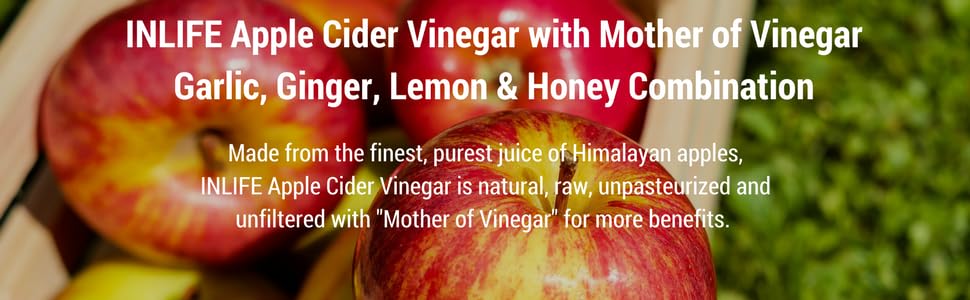 INLIFE Apple Cider Vinegar with Mother of Vinegar
Garlic, Ginger, Lemon & Honey Combination
Made from the finest, purest juice of Himalayan apples,
INLIFE Apple Cider Vinegar is natural, raw, unpasteurized and
unfiltered with "Mother of Vinegar" for more benefits.